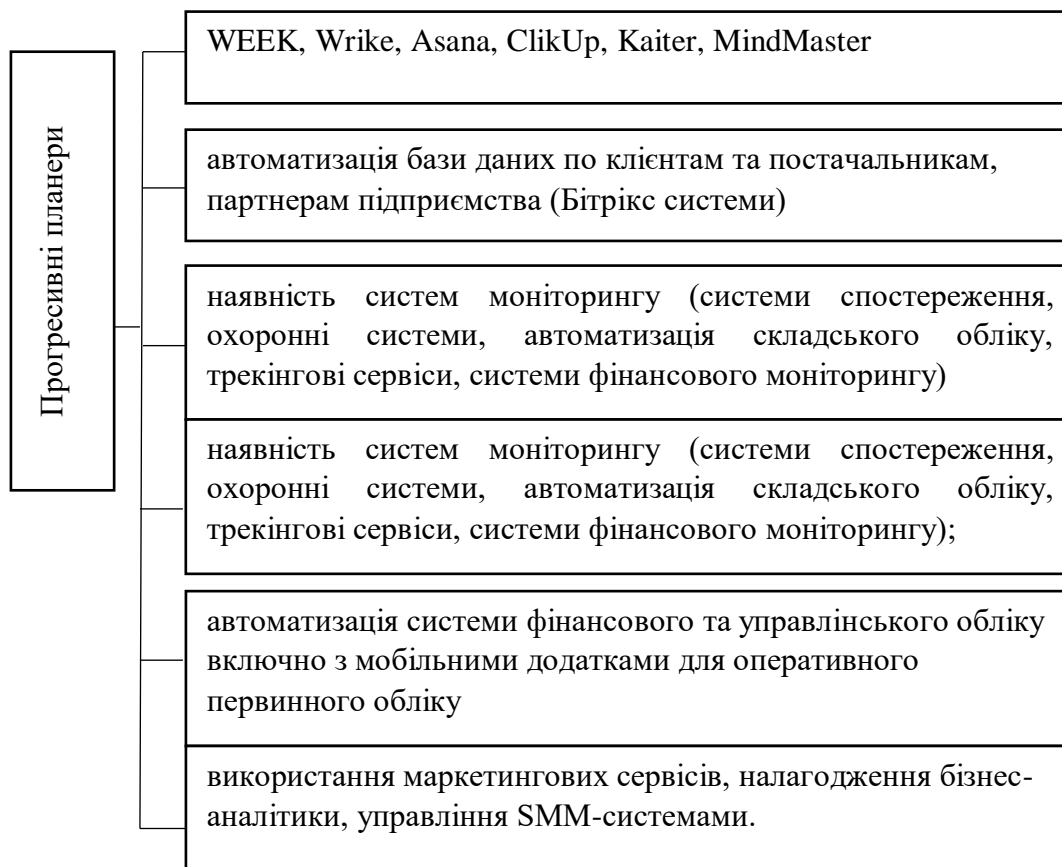 Прогресивні планери
WEEK, Wrike, Asana, ClikUp, Kaiter, MindMaster
автоматизація бази даних по клієнтам та постачальникам,
партнерам підприємства (Бітрікс системи)
наявність систем моніторингу (системи спостереження,
охоронні системи, автоматизація складського обліку,
трекінгові сервіси, системи фінансового моніторингу)
наявність систем моніторингу (системи спостереження,
охоронні системи, автоматизація складського обліку,
трекінгові сервіси, системи фінансового моніторингу);
автоматизація системи фінансового та управлінського обліку
включно з мобільними додатками для оперативного
первинного обліку
використання маркетингових сервісів, налагодження бізнес-
аналітики, управління SMM-системами.